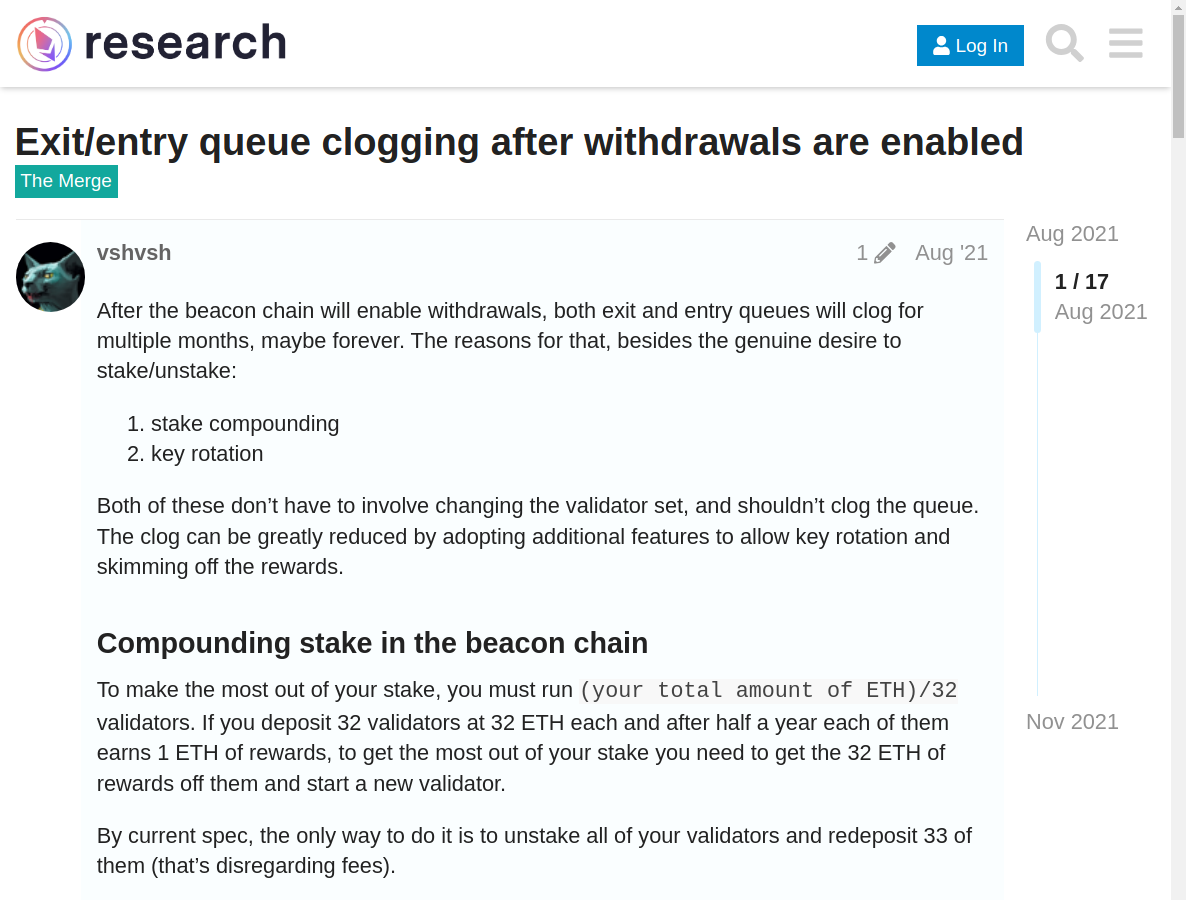 research
Log In
Exit/entry queue clogging after withdrawals are enabled
The Merge
vshvsh
1
Aug '21
Aug 2021
1 / 17
Aug 2021
After the beacon chain will enable withdrawals, both exit and entry queues will clog for
multiple months, maybe forever. The reasons for that, besides the genuine desire to
stake/unstake:
1. stake compounding
2. key rotation
Both of these don’t have to involve changing the validator set, and shouldn’t clog the queue.
The clog can be greatly reduced by adopting additional features to allow key rotation and
skimming off the rewards.
Compounding stake in the beacon chain
To make the most out of your stake, you must run (your total amount of ETH)/32
validators. If you deposit 32 validators at 32 ETH each and after half a year each of them
earns 1 ETH of rewards, to get the most out of your stake you need to get the 32 ETH of
rewards off them and start a new validator.
Nov 2021
By current spec, the only way to do it is to unstake all of your validators and redeposit 33 of
them (that’s disregarding fees).